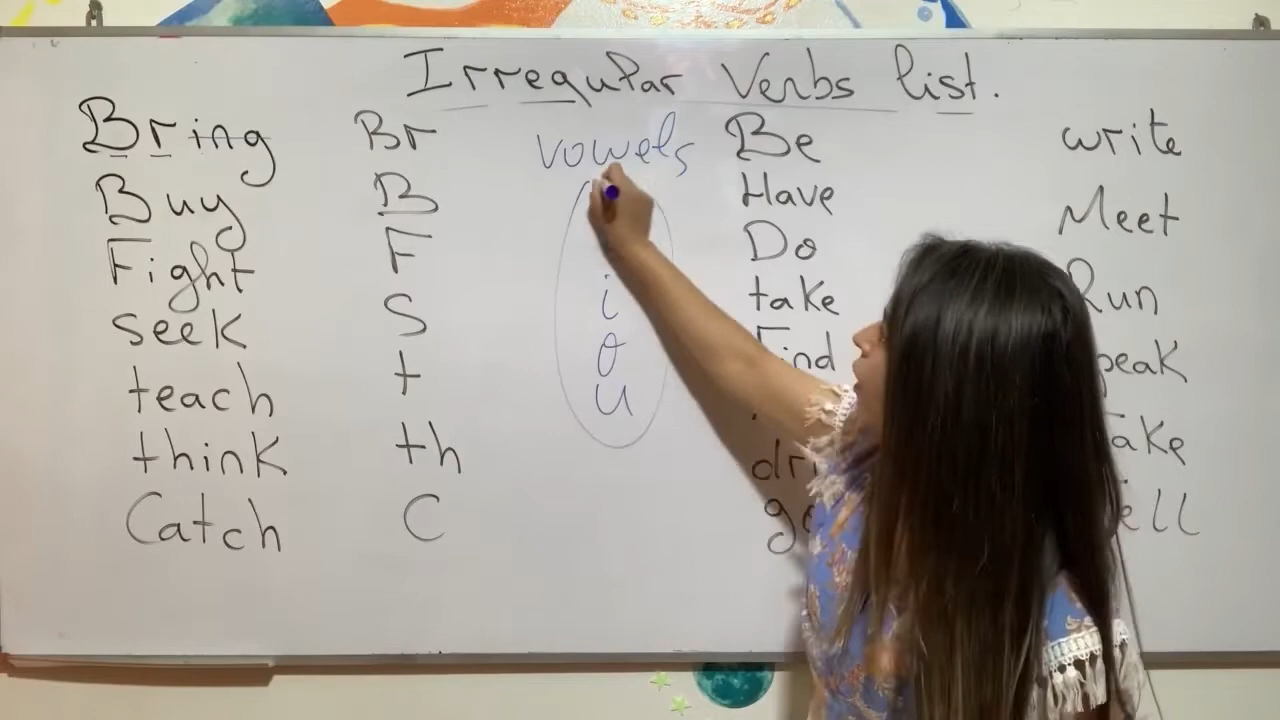 Irregular Verbs list.
Bring
Buy
Fight
seek
teach
think
Catch
Br
B
F
S
t
th
C
vowels
i
o
u
Be
Have
Do
take
write
Meet
Run